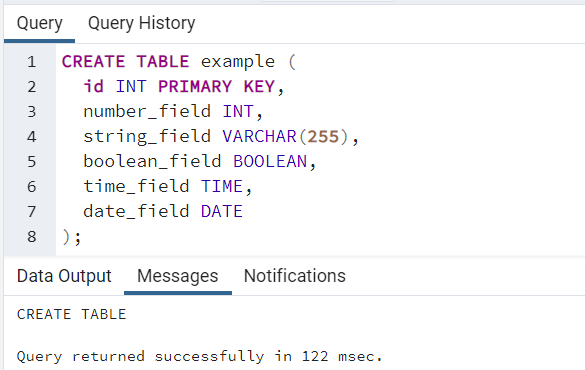 Query Query History
1 CREATE TABLE example (
2 id INT PRIMARY KEY,
3 number_field INT,
4 string_field VARCHAR(255),
5 boolean_field BOOLEAN,
6 time_field TIME,
7 date_field DATE
8 );
Data Output Messages Notifications
CREATE TABLE
Query returned successfully in 122 msec.